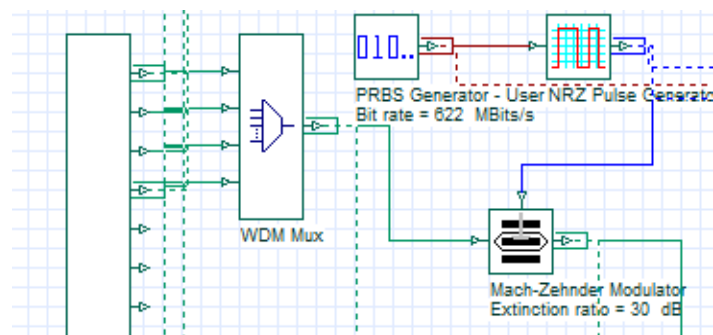 010..
PRBS Generator - User NRZ Pulse Generator
Bit rate = 622 MBits/s
WDM Mux
Mach-Zehnder Modulator
Extinction ratio = 30 dB